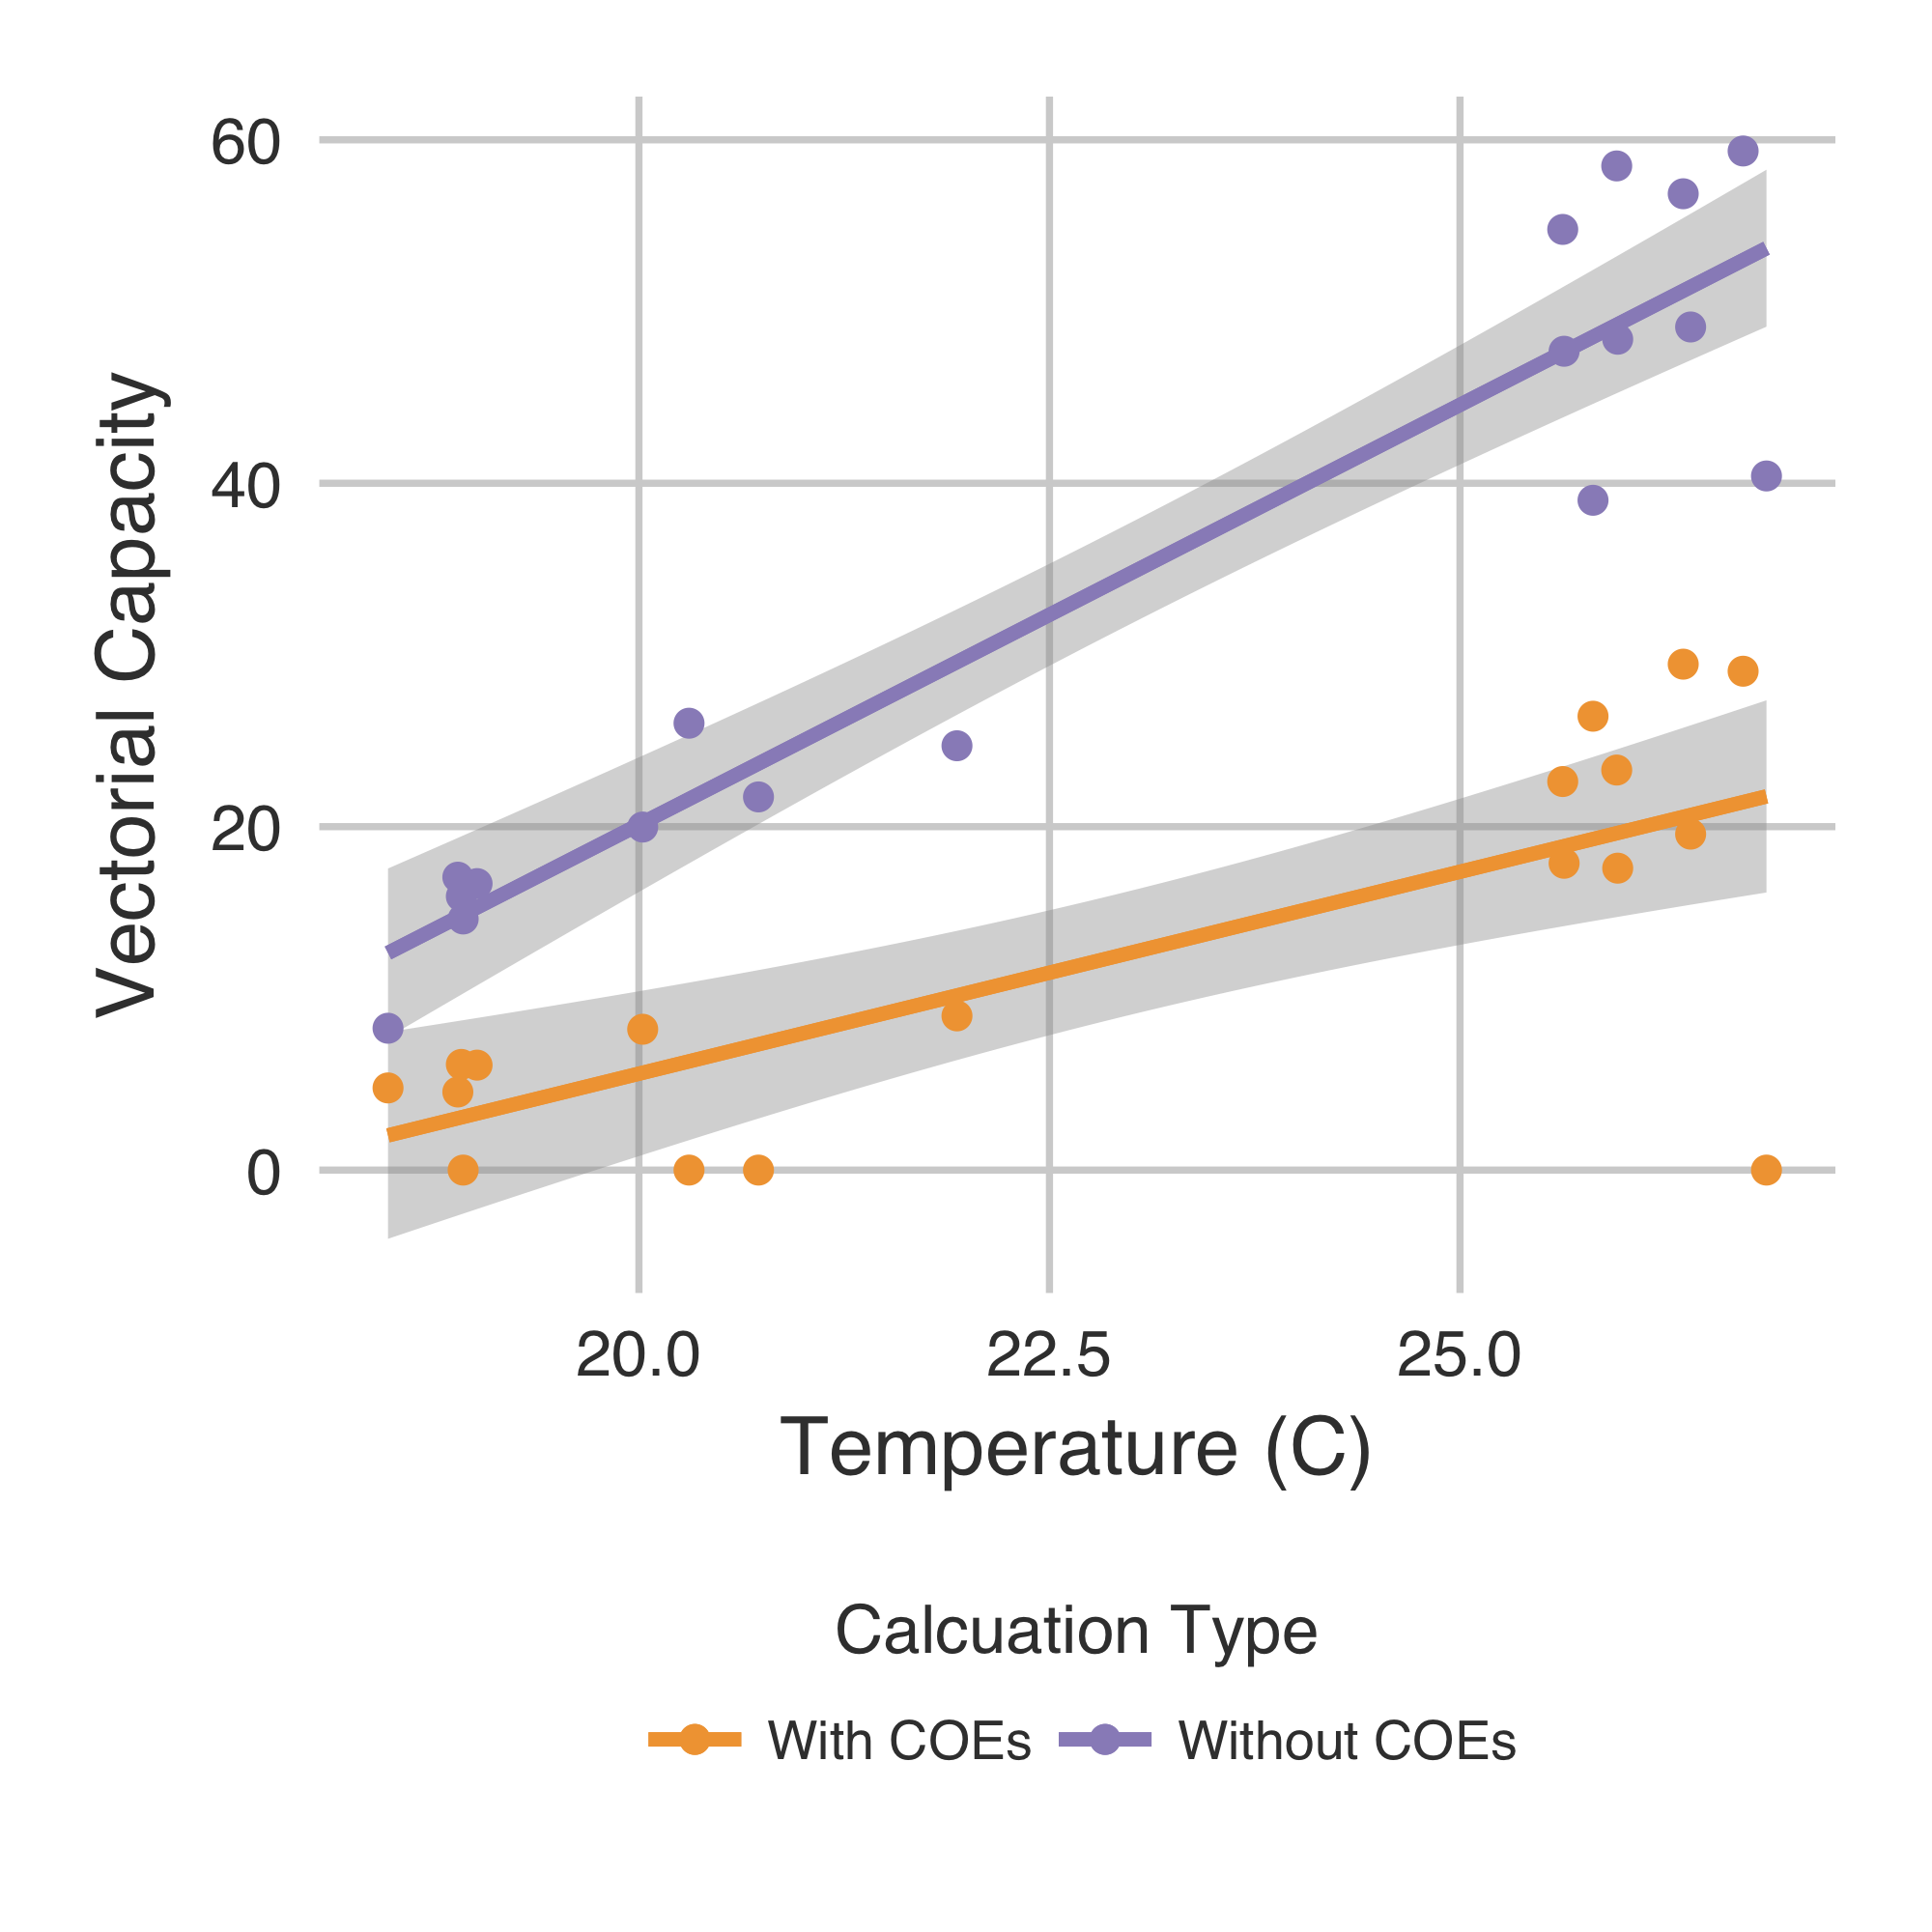 60
40
20
0
Vectorial Capacity
20.0 22.5 25.0
Temperature (C)
Calcuation Type
With COEs Without COEs